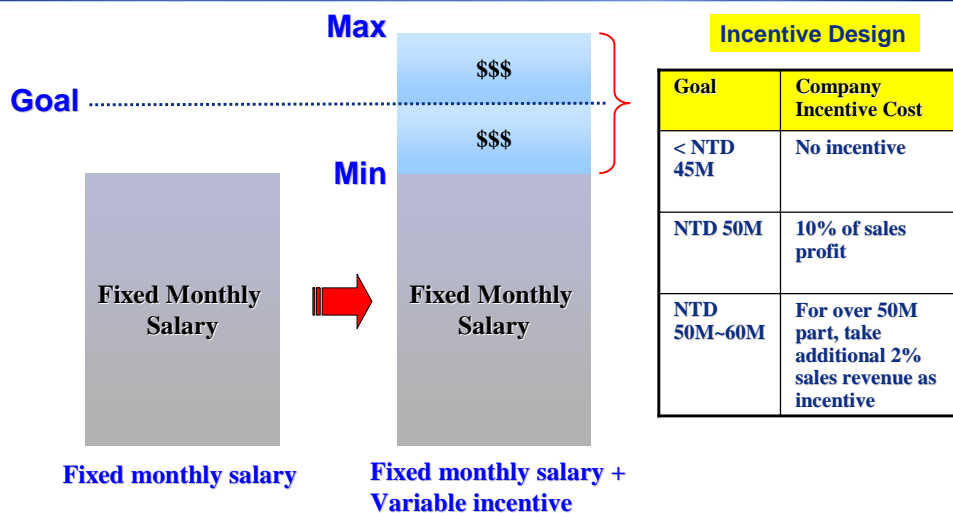 Max
Goal
Min
$$$
$$$
Fixed Monthly
Salary
Fixed Monthly
Salary
Fixed monthly salary
Fixed monthly salary +
Variable incentive
Incentive Design
Goal
Company
Incentive Cost
< NTD
45M
No incentive
NTD 50M
10% of sales
profit
NTD
50M~60M
For over 50M
part, take
additional 2%
sales revenue as
incentive